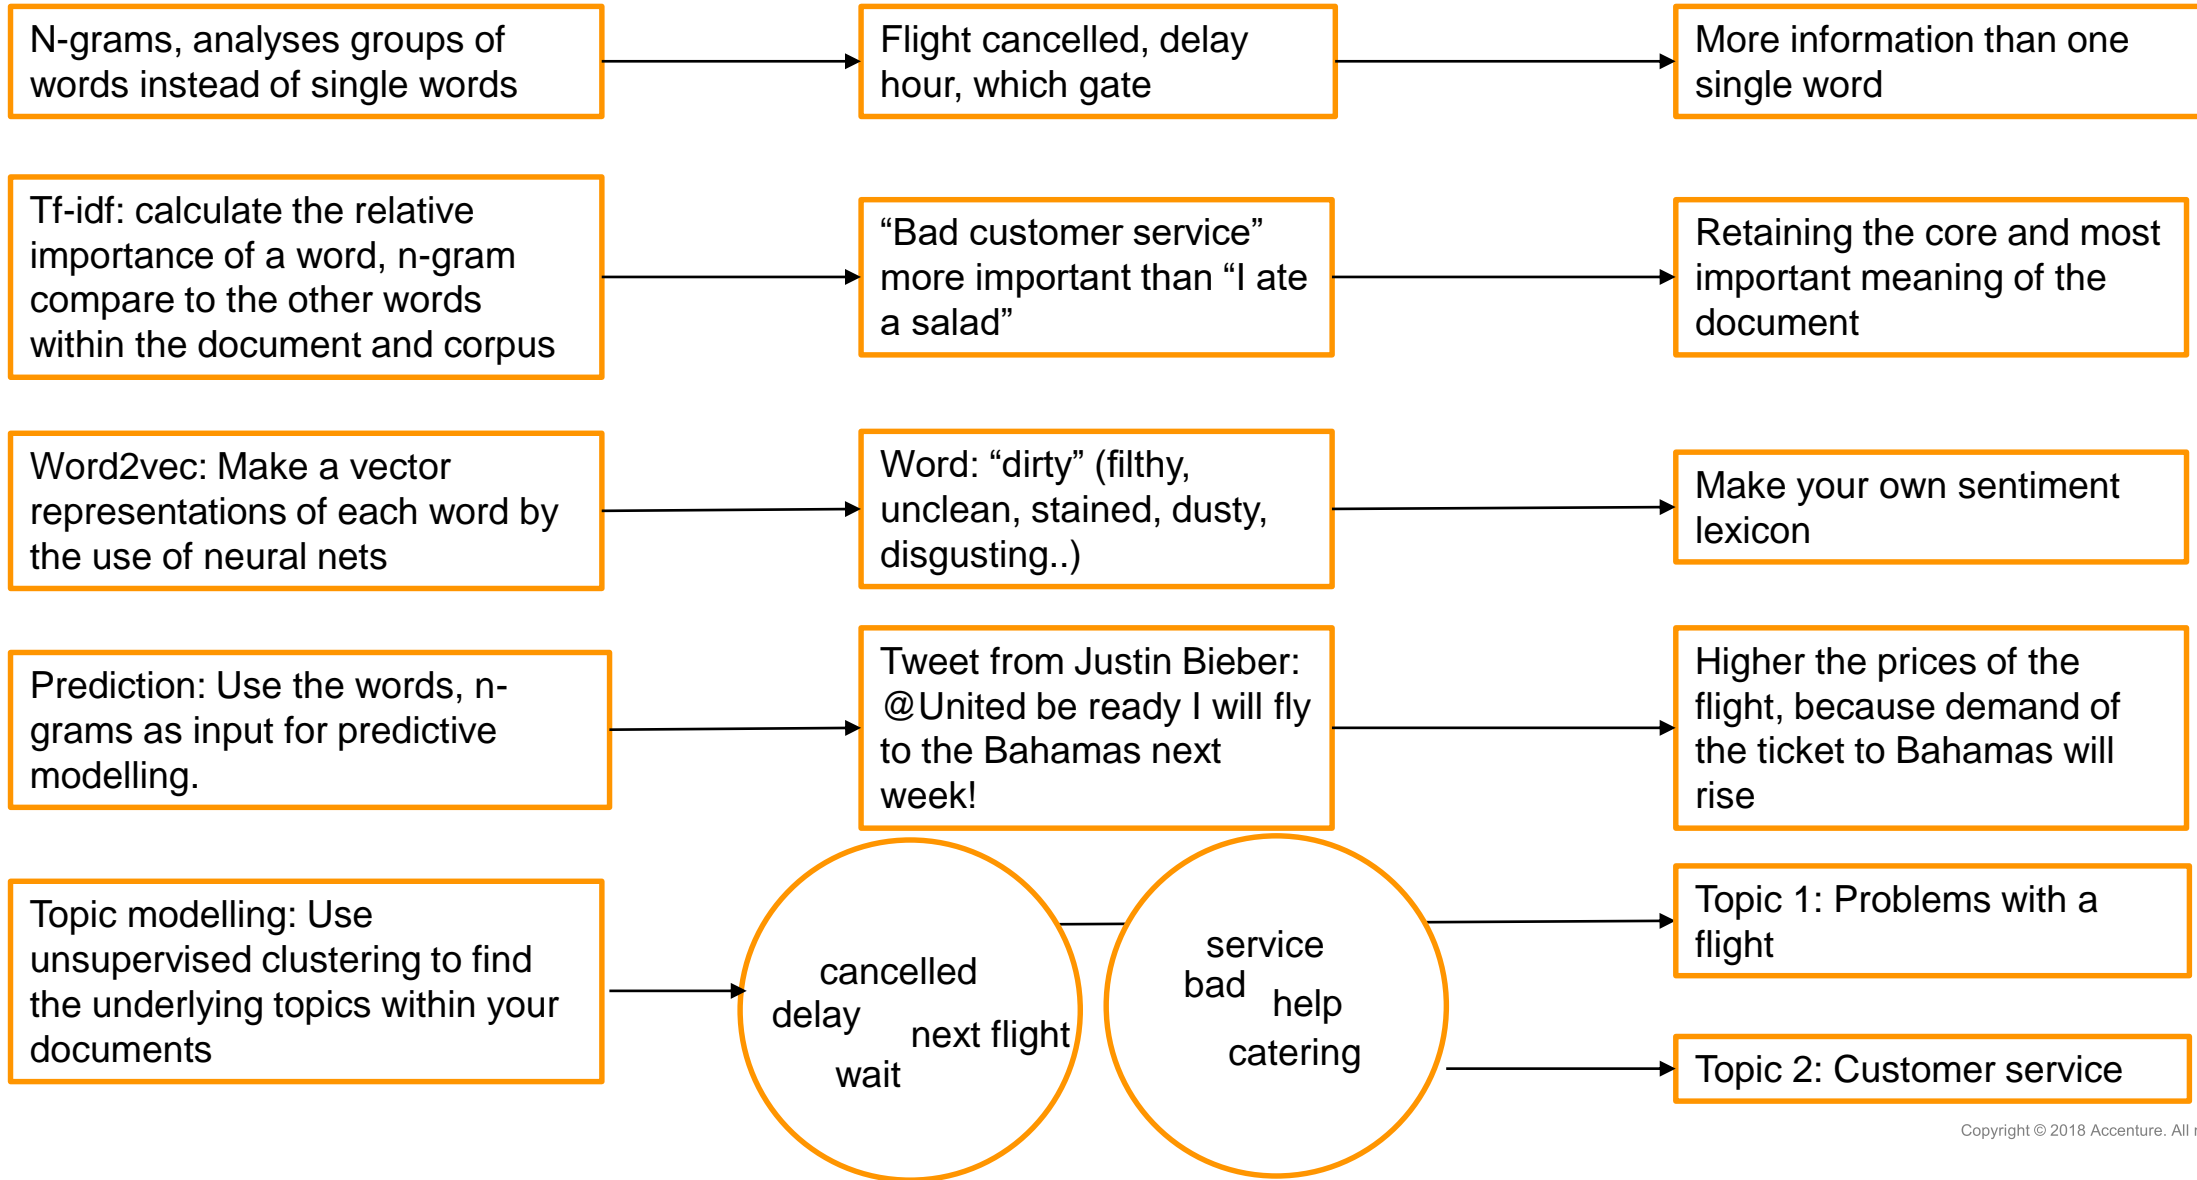 N-grams, analyses groups of
words instead of single words
Flight cancelled, delay
hour, which gate
More information than one
single word
Tf-idf: calculate the relative
importance of a word, n-gram
compare to the other words
within the document and corpus
“Bad customer service”
more important than “I ate
a salad”
Retaining the core and most
important meaning of the
document
Word2vec: Make a vector
representations of each word by
the use of neural nets
Word: “dirty” (filthy,
unclean, stained, dusty,
disgusting..)
Make your own sentiment
lexicon
Prediction: Use the words, n-
grams as input for predictive
modelling.
Tweet from Justin Bieber:
@United be ready I will fly
to the Bahamas next
week!
Higher the prices of the
flight, because demand of
the ticket to Bahamas will
rise
Topic modelling: Use
unsupervised clustering to find
the underlying topics within your
documents
cancelled
delay
next flight
wait
service
bad
help
catering
Topic 1: Problems with a
flight
Topic 2: Customer service
Copyright © 2018 Accenture. All